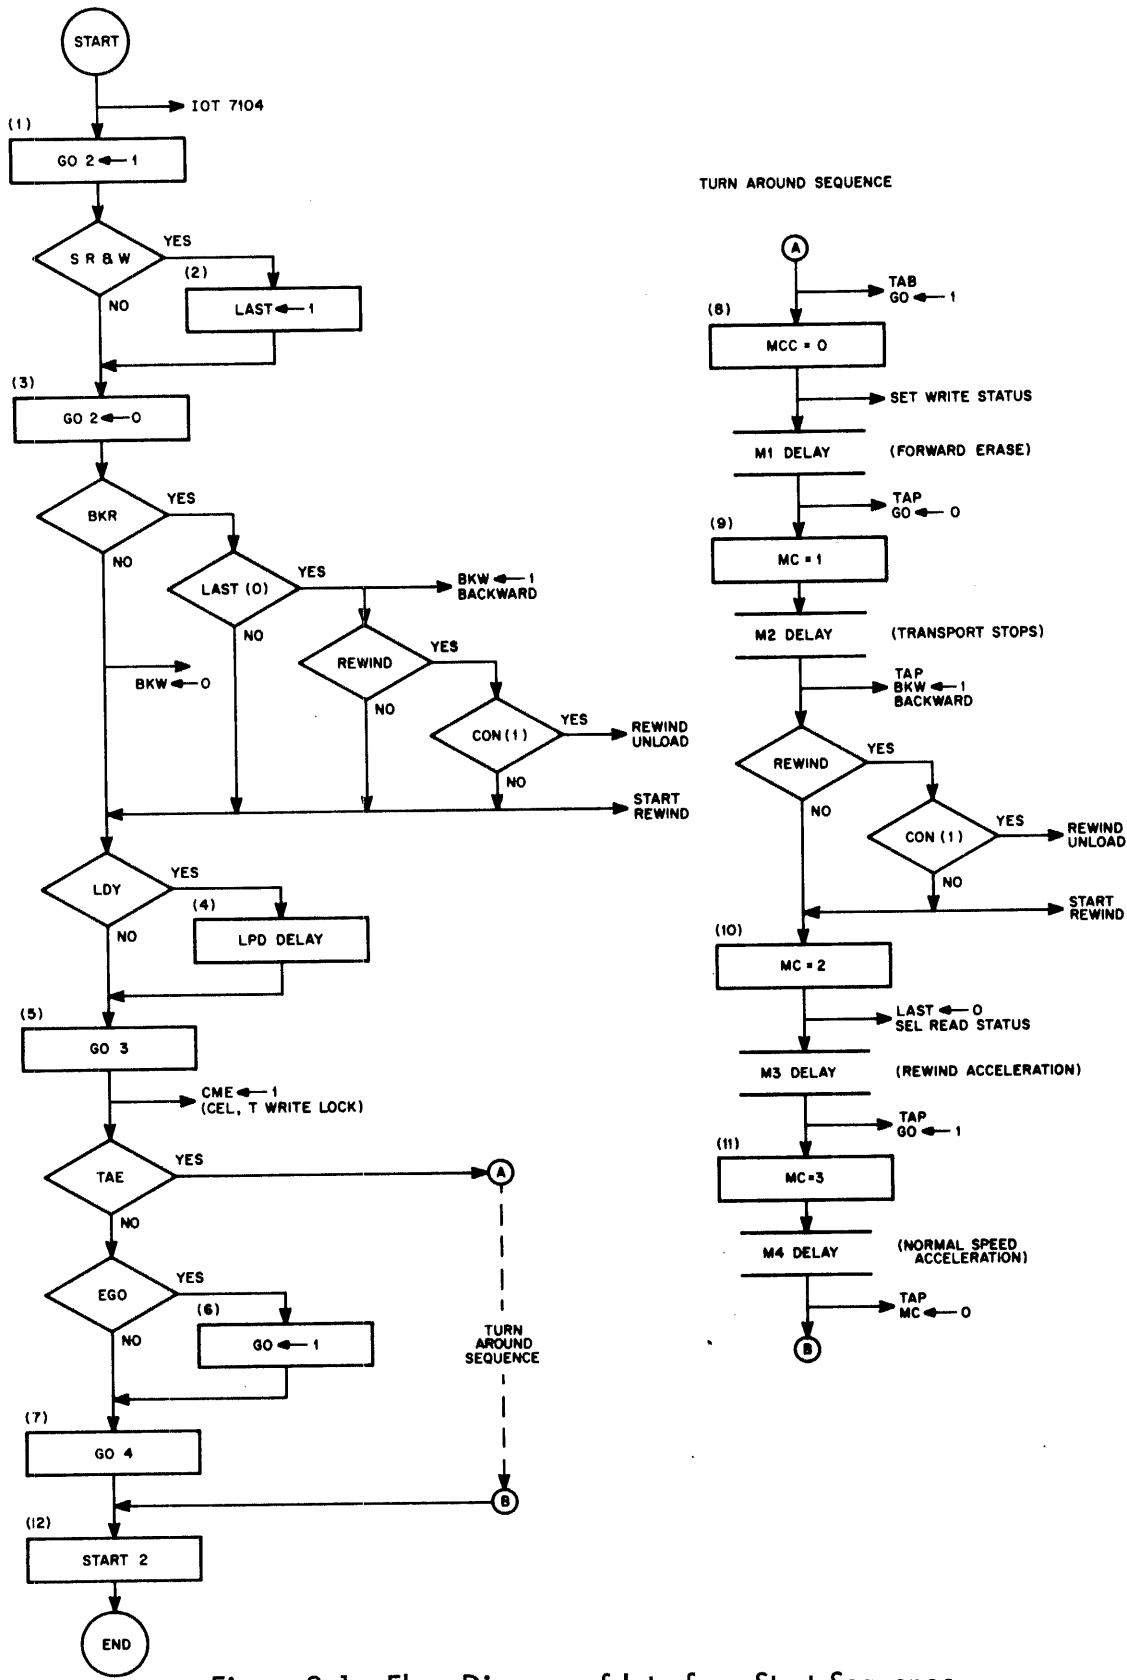 START
IOT 7104
(1)
GO 2 ← 1
S R & W
YES
NO
(2)
LAST ← 1
(3)
GO 2 ← 0
BKR
YES
NO
LAST (0)
YES
NO
BKW ← 1
BACKWARD
BKW ← 0
REWIND
YES
NO
CON (1)
YES
NO
REWIND
UNLOAD
START
REWIND
LDY
YES
NO
(4)
LPD DELAY
(5)
GO 3
CME ← 1
(CEL, T WRITE LOCK)
TAE
YES
NO
A
EGO
YES
NO
(6)
GO ← 1
TURN
AROUND
SEQUENCE
(7)
GO 4
B
(12)
START 2
END
TURN AROUND SEQUENCE
A
TAB
GO ← 1
(8)
MCC = 0
SET WRITE STATUS
M1 DELAY
(FORWARD ERASE)
TAP
GO ← 0
(9)
MC = 1
M2 DELAY
(TRANSPORT STOPS)
TAP
BKW ← 1
BACKWARD
REWIND
YES
NO
CON (1)
YES
NO
REWIND
UNLOAD
START
REWIND
(10)
MC = 2
LAST ← 0
SEL READ STATUS
M3 DELAY
(REWIND ACCELERATION)
TAP
GO ← 1
(11)
MC=3
M4 DELAY
(NORMAL SPEED
ACCELERATION)
TAP
MC ← 0
B